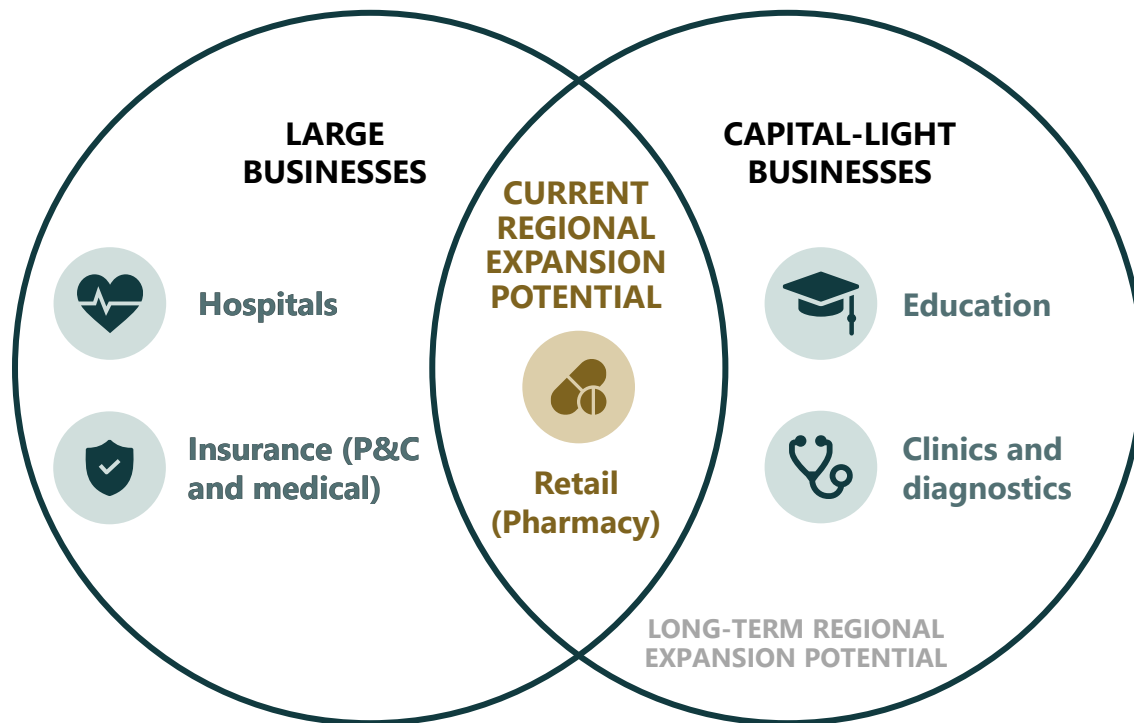 LARGE
BUSINESSES
Hospitals
Insurance (P&C
and medical)
CURRENT
REGIONAL
EXPANSION
POTENTIAL
Retail
(Pharmacy)
CAPITAL-LIGHT
BUSINESSES
Education
Clinics and
diagnostics
LONG-TERM REGIONAL
EXPANSION POTENTIAL